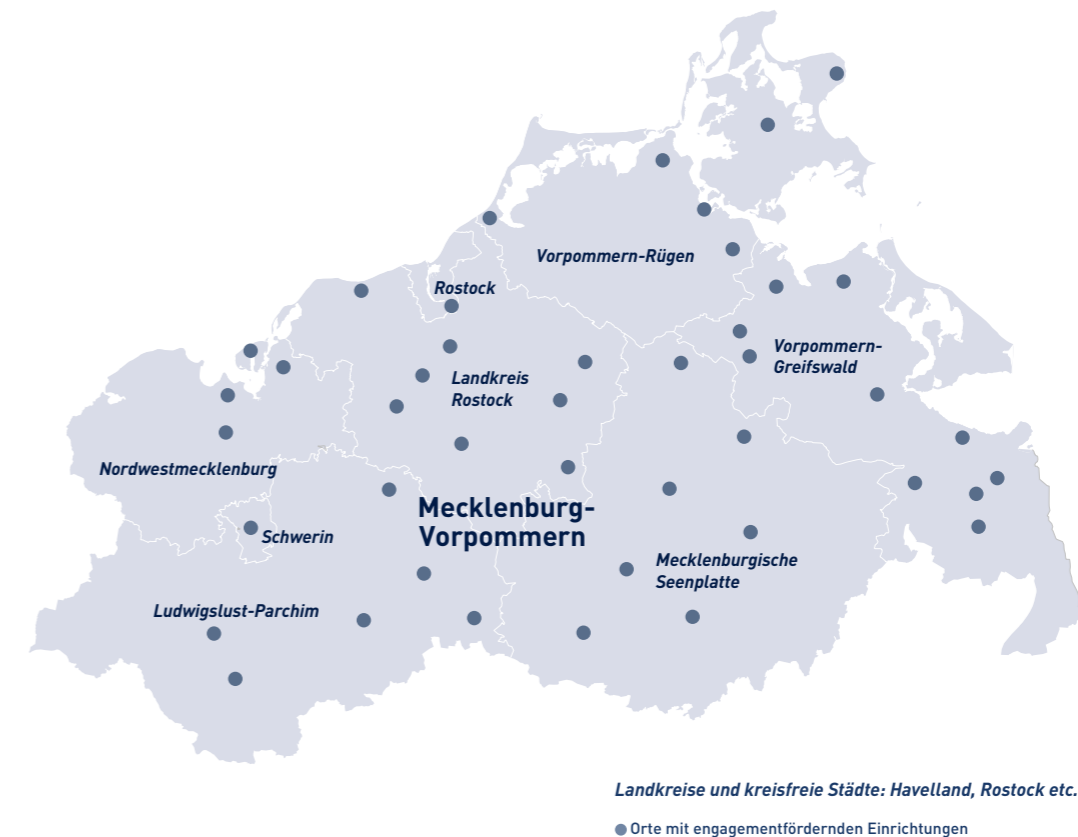 Vorpommern-Rügen
Rostock
Vorpommern-
Greifswald
Landkreis
Rostock
Nordwestmecklenburg
Mecklenburg-
Vorpommern
Schwerin
Mecklenburgische
Seenplatte
Ludwigslust-Parchim
Landkreise und kreisfreie Städte: Havelland, Rostock etc.
Orte mit engagementfördernden Einrichtungen